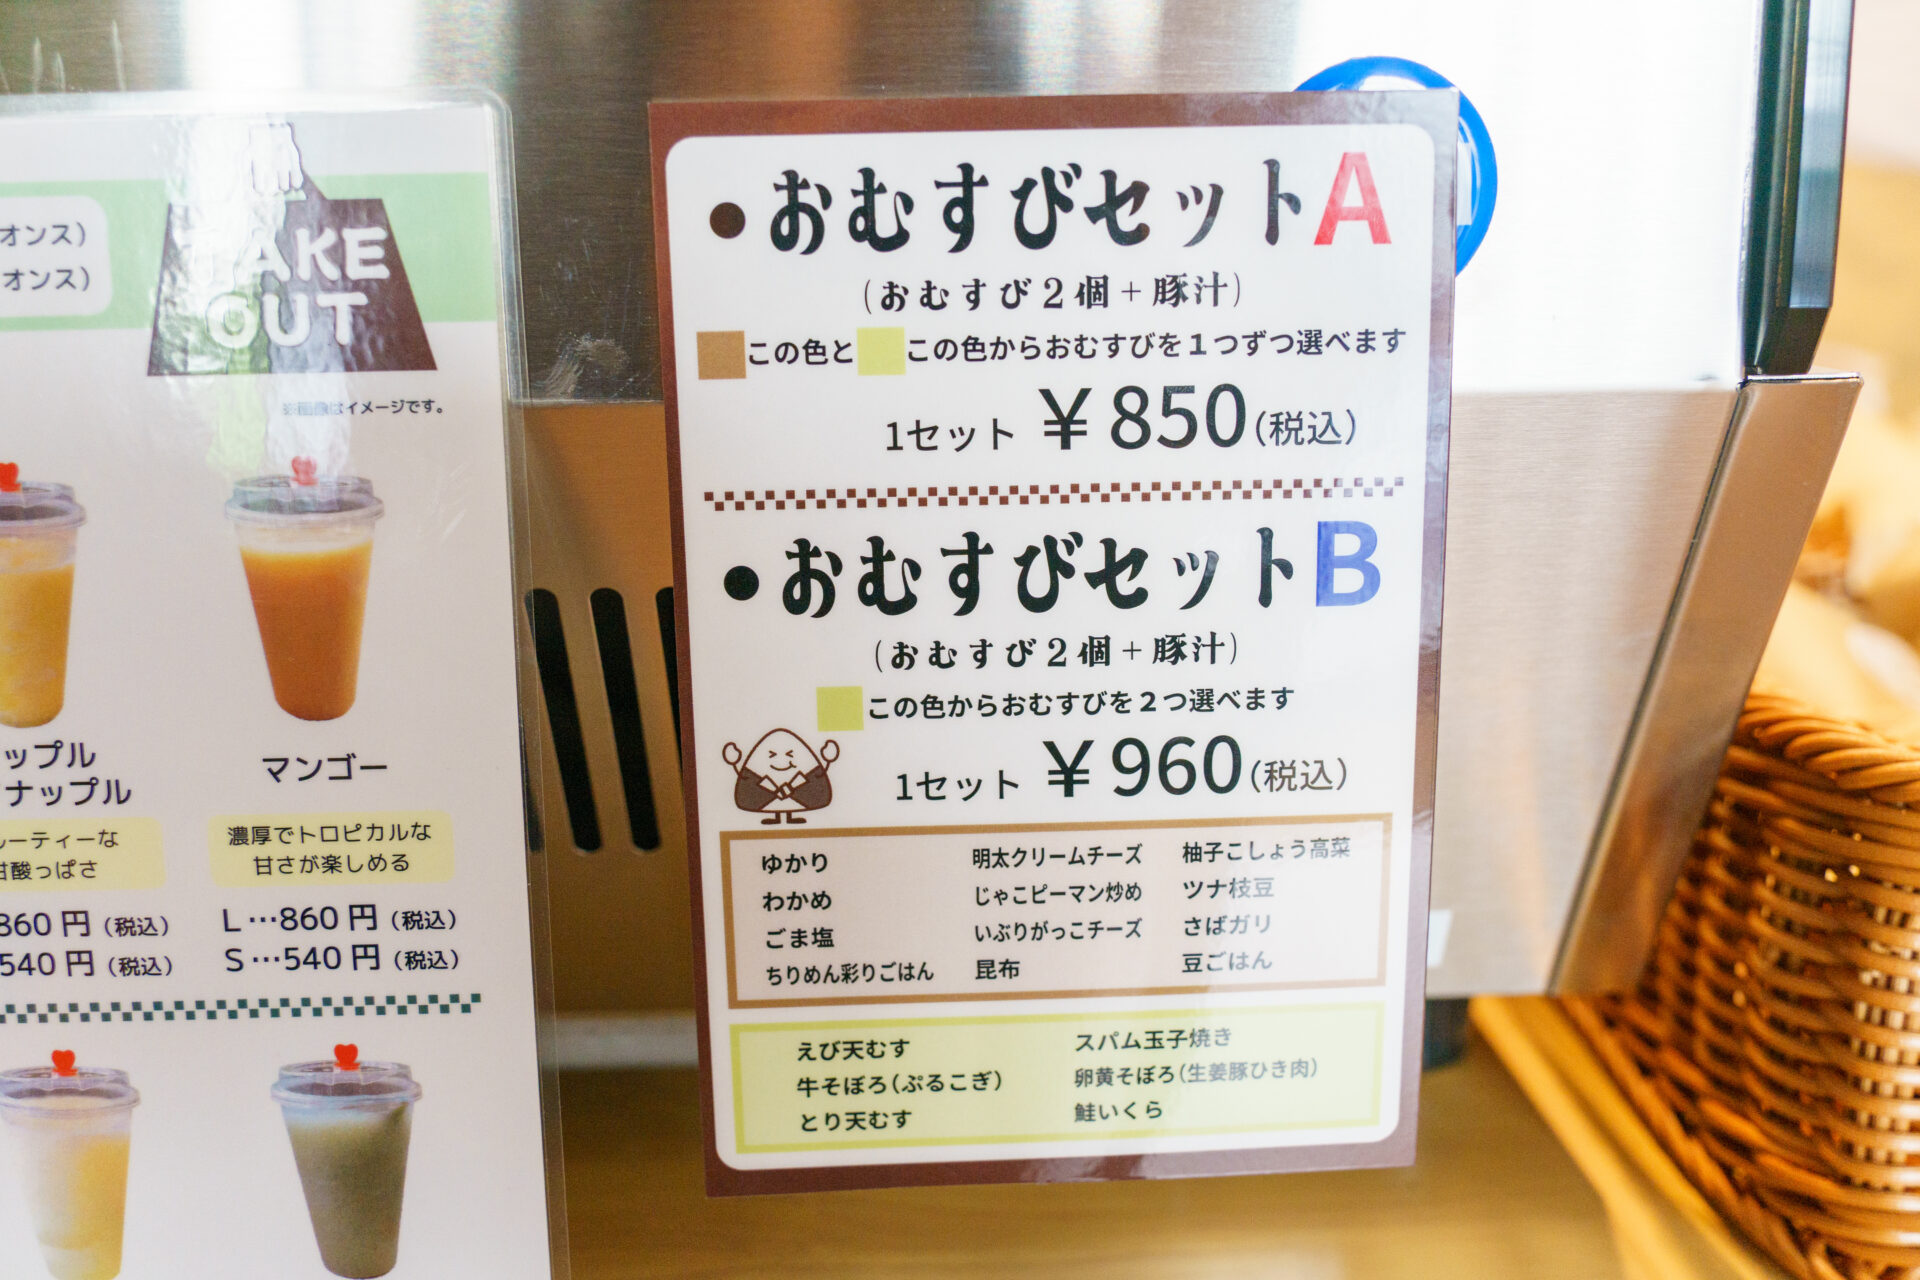 オンス）
オンス）
TAKE
OUT
※画像はイメージです。
ップル
ナップル
ーティーな
甘酸っぱさ
860 円（税込）
540 円（税込）
マンゴー
濃厚でトロピカルな
甘さが楽しめる
L…860 円（税込）
S…540 円（税込）
●おむすびセットA
（おむすび２個＋豚汁）
この色と この色からおむすびを１つずつ選べます
1セット ￥850（税込）
●おむすびセットB
（おむすび２個＋豚汁）
この色からおむすびを２つ選べます
1セット ￥960（税込）
ゆかり
わかめ
ごま塩
ちりめん彩りごはん
明太クリームチーズ
じゃこピーマン炒め
いぶりがっこチーズ
昆布
柚子こしょう高菜
ツナ枝豆
さばガリ
豆ごはん
えび天むす
牛そぼろ（ぷるこぎ）
とり天むす
スパム玉子焼き
卵黄そぼろ（生姜豚ひき肉）
鮭いくら